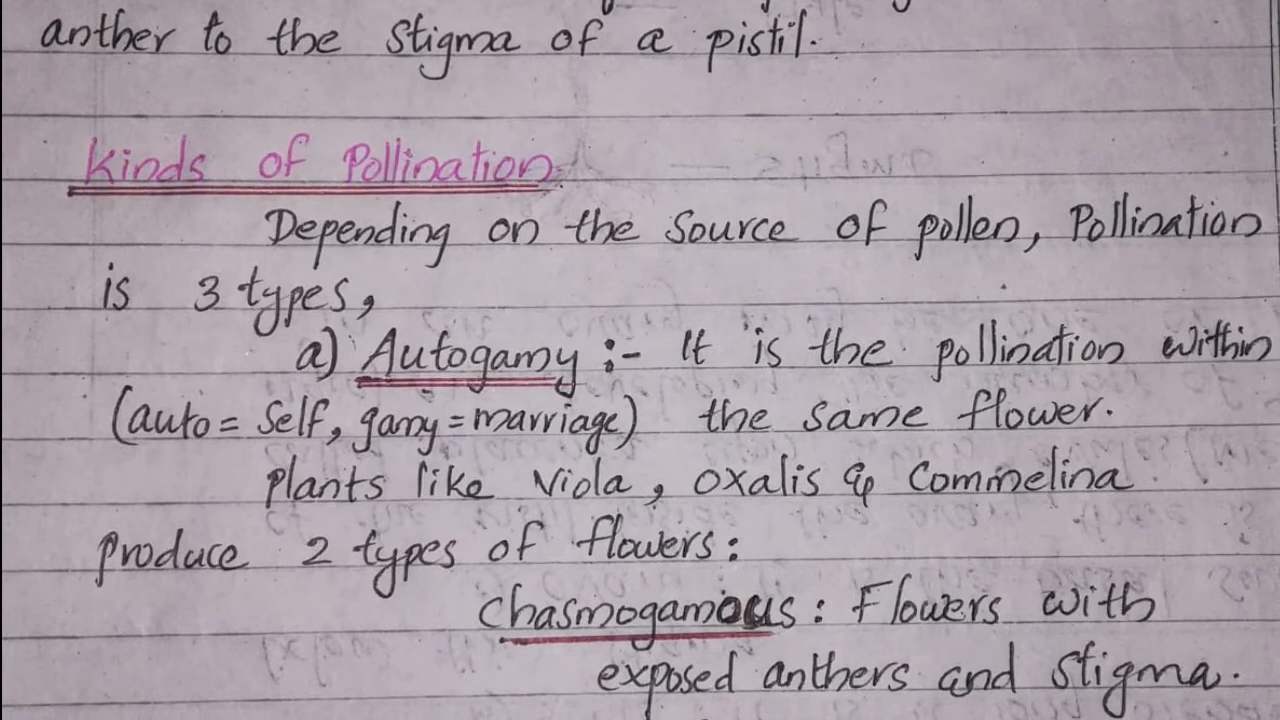 anther to the stigma of a pistil.
Kinds of Pollination
Depending on the source of pollen, Pollination
is 3 types,
a) Autogamy :- It is the pollination within
(auto = Self, gamy = marriage) the same flower.
Plants like Viola, oxalis & Commelina
produce 2 types of flowers:
Chasmogamous: Flowers with
exposed anthers and stigma.